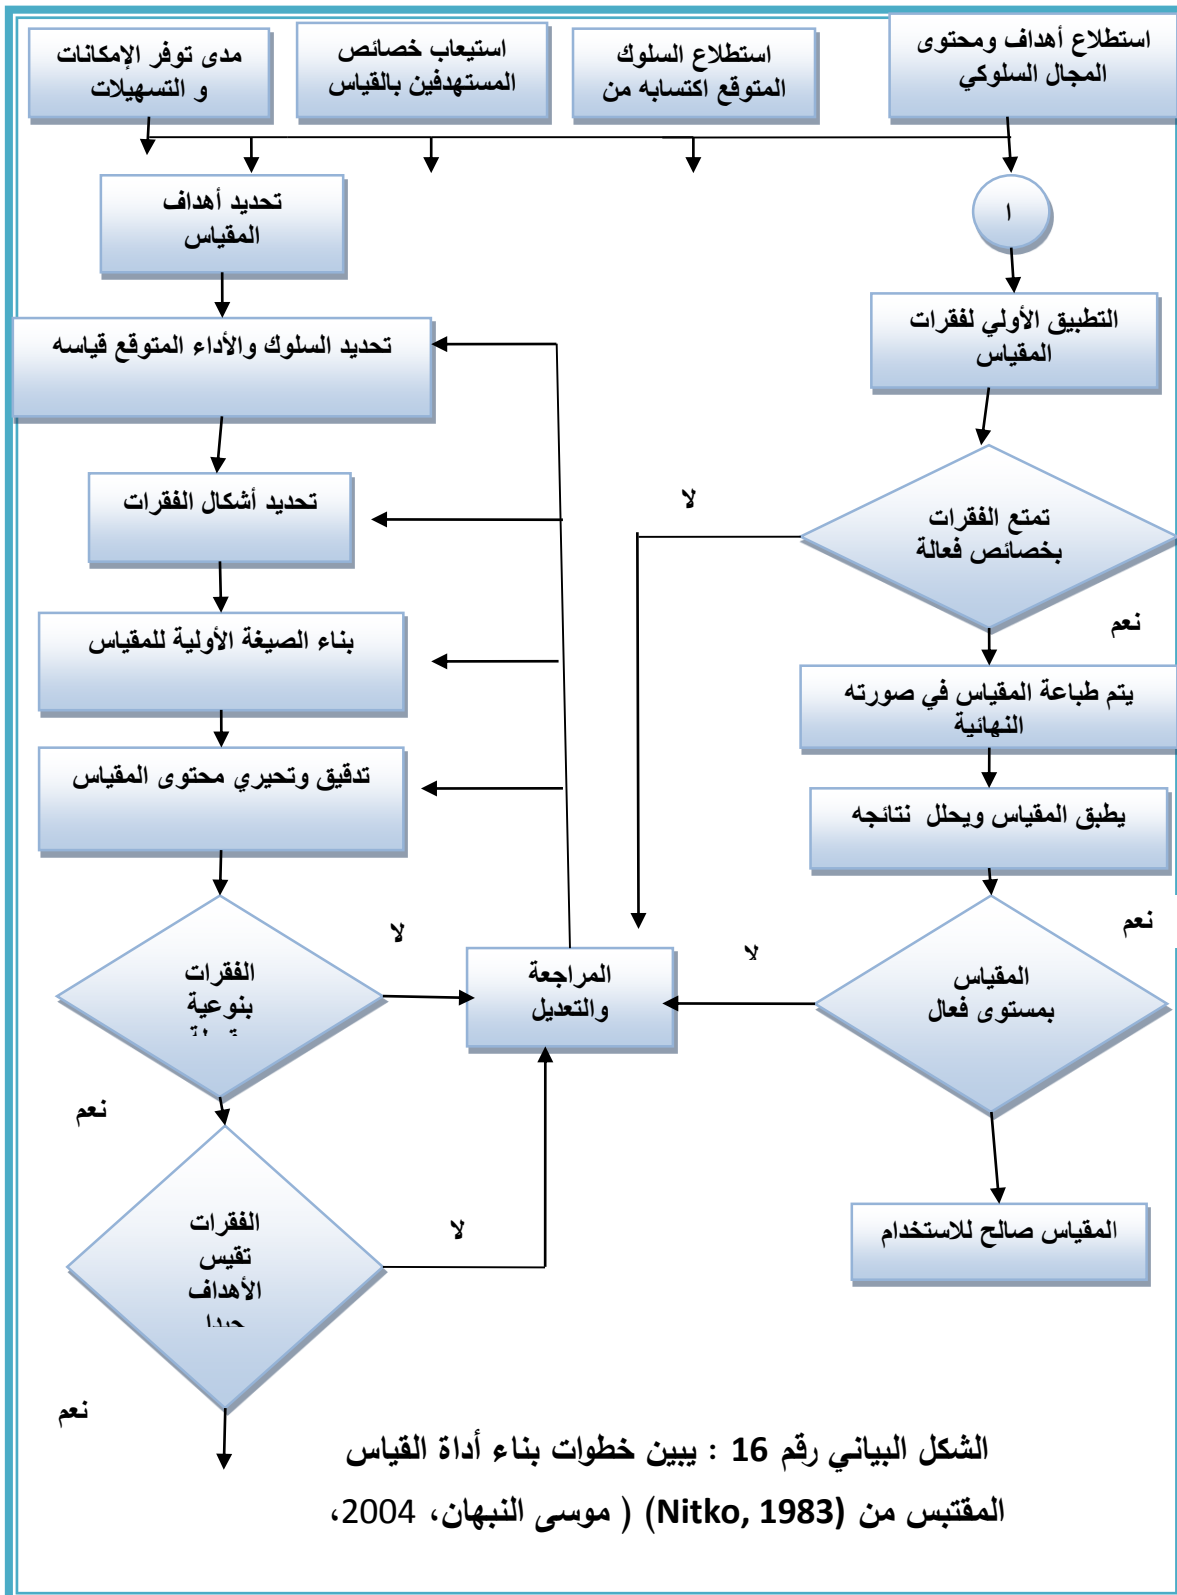 استطلاع أهداف ومحتوى
المجال السلوكي
استطلاع السلوك
المتوقع اكتسابه من
استيعاب خصائص
المستهدفين بالقياس
مدى توفر الإمكانات
و التسهيلات
ا
تحديد أهداف
المقياس
التطبيق الأولي لفقرات
المقياس
تحديد السلوك والأداء المتوقع قياسه
تمتع الفقرات
بخصائص فعالة
لا
نعم
تحديد أشكال الفقرات
بناء الصيغة الأولية للمقياس
يتم طباعة المقياس في صورته
النهائية
تدقيق وتحيري محتوى المقياس
يطبق المقياس ويحلل نتائجه
نعم
المقياس
بمستوى فعال
لا
المراجعة
والتعديل
لا
الفقرات
بنوعية
نعم
الفقرات
تقيس
الأهداف
جيدا
لا
نعم
المقياس صالح للاستخدام
الشكل البياني رقم 16 : يبين خطوات بناء أداة القياس
المقتبس من (Nitko, 1983) ( موسى النبهان، 2004،